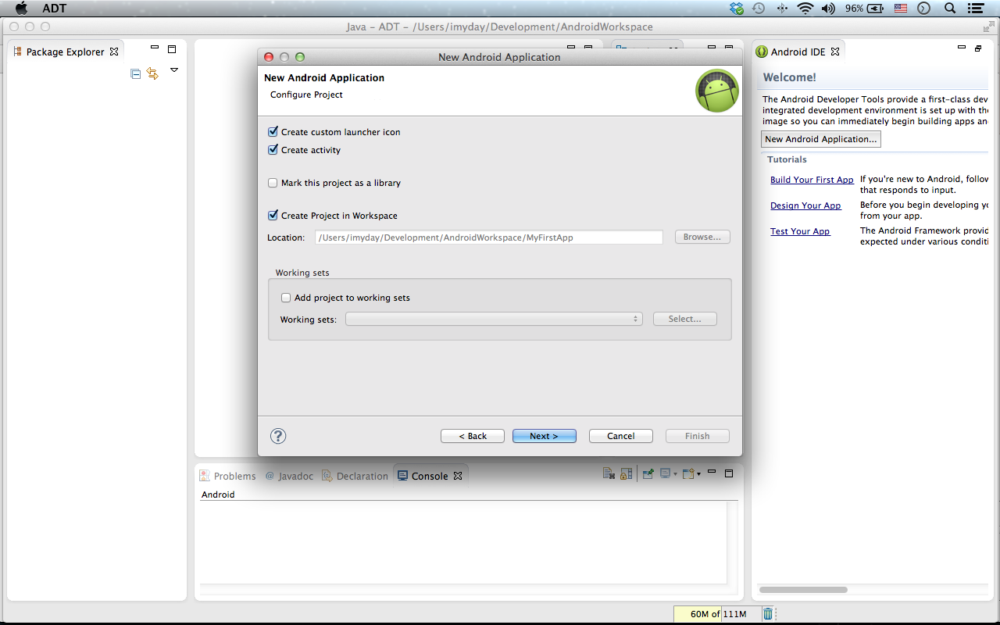 ADT
96%
Java – ADT – /Users/imyday/Development/AndroidWorkspace
Package Explorer
New Android Application
New Android Application
Configure Project
Create custom launcher icon
Create activity
Mark this project as a library
Create Project in Workspace
Location: /Users/imyday/Development/AndroidWorkspace/MyFirstApp Browse...
Working sets
Add project to working sets
Working sets: Select...
? < Back Next > Cancel Finish
Android IDE
Welcome!
The Android Developer Tools provide a first-class dev
integrated development environment is set up with the
image so you can immediately begin building apps and
New Android Application...
Tutorials
Build Your First App If you're new to Android, follow
that responds to input.
Design Your App Before you begin developing yo
from your app.
Test Your App The Android Framework provid
expected under various conditi
Problems @ Javadoc Declaration Console
Android
60M of 111M